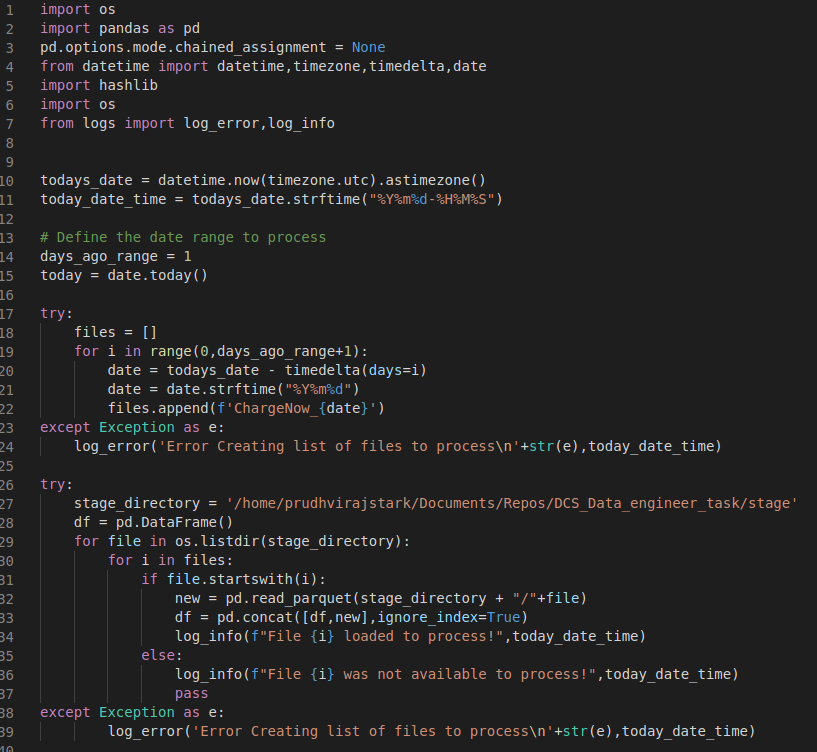 1 import os
2 import pandas as pd
3 pd.options.mode.chained_assignment = None
4 from datetime import datetime,timezone,timedelta,date
5 import hashlib
6 import os
7 from logs import log_error,log_info
8
9
10 todays_date = datetime.now(timezone.utc).astimezone()
11 today_date_time = todays_date.strftime("%Y%m%d-%H%M%S")
12
13 # Define the date range to process
14 days_ago_range = 1
15 today = date.today()
16
17 try:
18     files = []
19     for i in range(0,days_ago_range+1):
20         date = todays_date - timedelta(days=i)
21         date = date.strftime("%Y%m%d")
22         files.append(f'ChargeNow_{date}')
23 except Exception as e:
24     log_error('Error Creating list of files to process\n'+str(e),today_date_time)
25
26 try:
27     stage_directory = '/home/prudhvirajstark/Documents/Repos/DCS_Data_engineer_task/stage'
28     df = pd.DataFrame()
29     for file in os.listdir(stage_directory):
30         for i in files:
31             if file.startswith(i):
32                 new = pd.read_parquet(stage_directory + "/"+file)
33                 df = pd.concat([df,new],ignore_index=True)
34                 log_info(f"File {i} loaded to process!",today_date_time)
35             else:
36                 log_info(f"File {i} was not available to process!",today_date_time)
37                 pass
38 except Exception as e:
39         log_error('Error Creating list of files to process\n'+str(e),today_date_time)
40